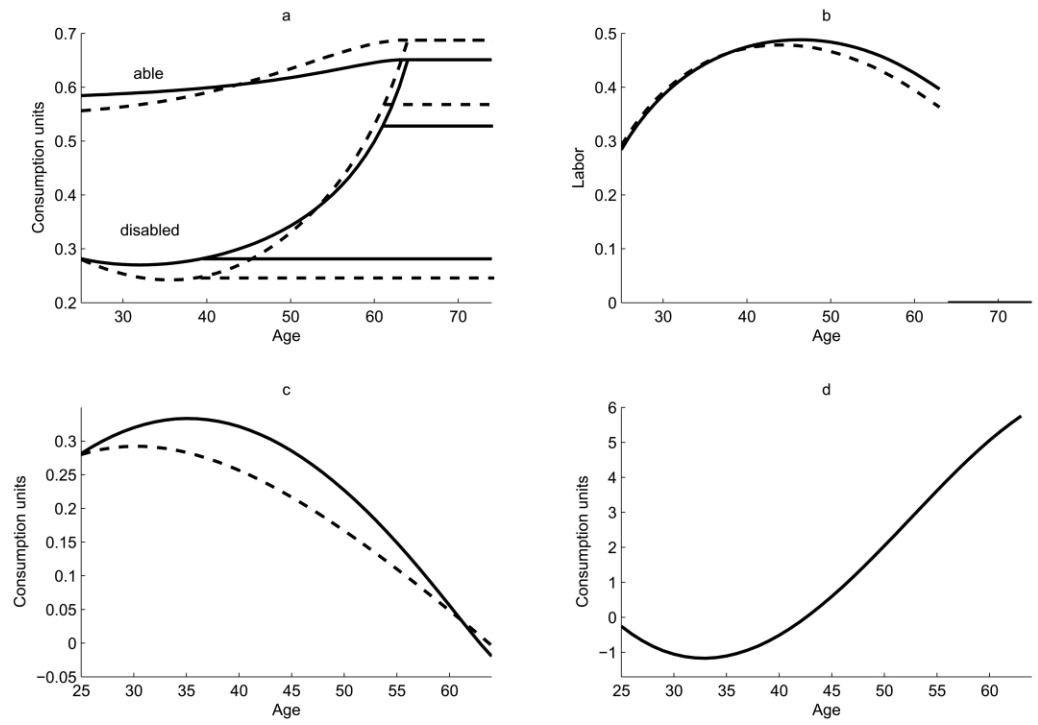 a
0.7
0.6
0.5
0.4
0.3
0.2
Consumption units
able
disabled
30 40 50 60 70
Age
b
0.5
0.4
0.3
0.2
0.1
0
Labor
30 40 50 60 70
Age
c
0.3
0.25
0.2
0.15
0.1
0.05
0
−0.05
Consumption units
25 30 35 40 45 50 55 60
Age
d
6
5
4
3
2
1
0
−1
Consumption units
25 30 35 40 45 50 55 60
Age